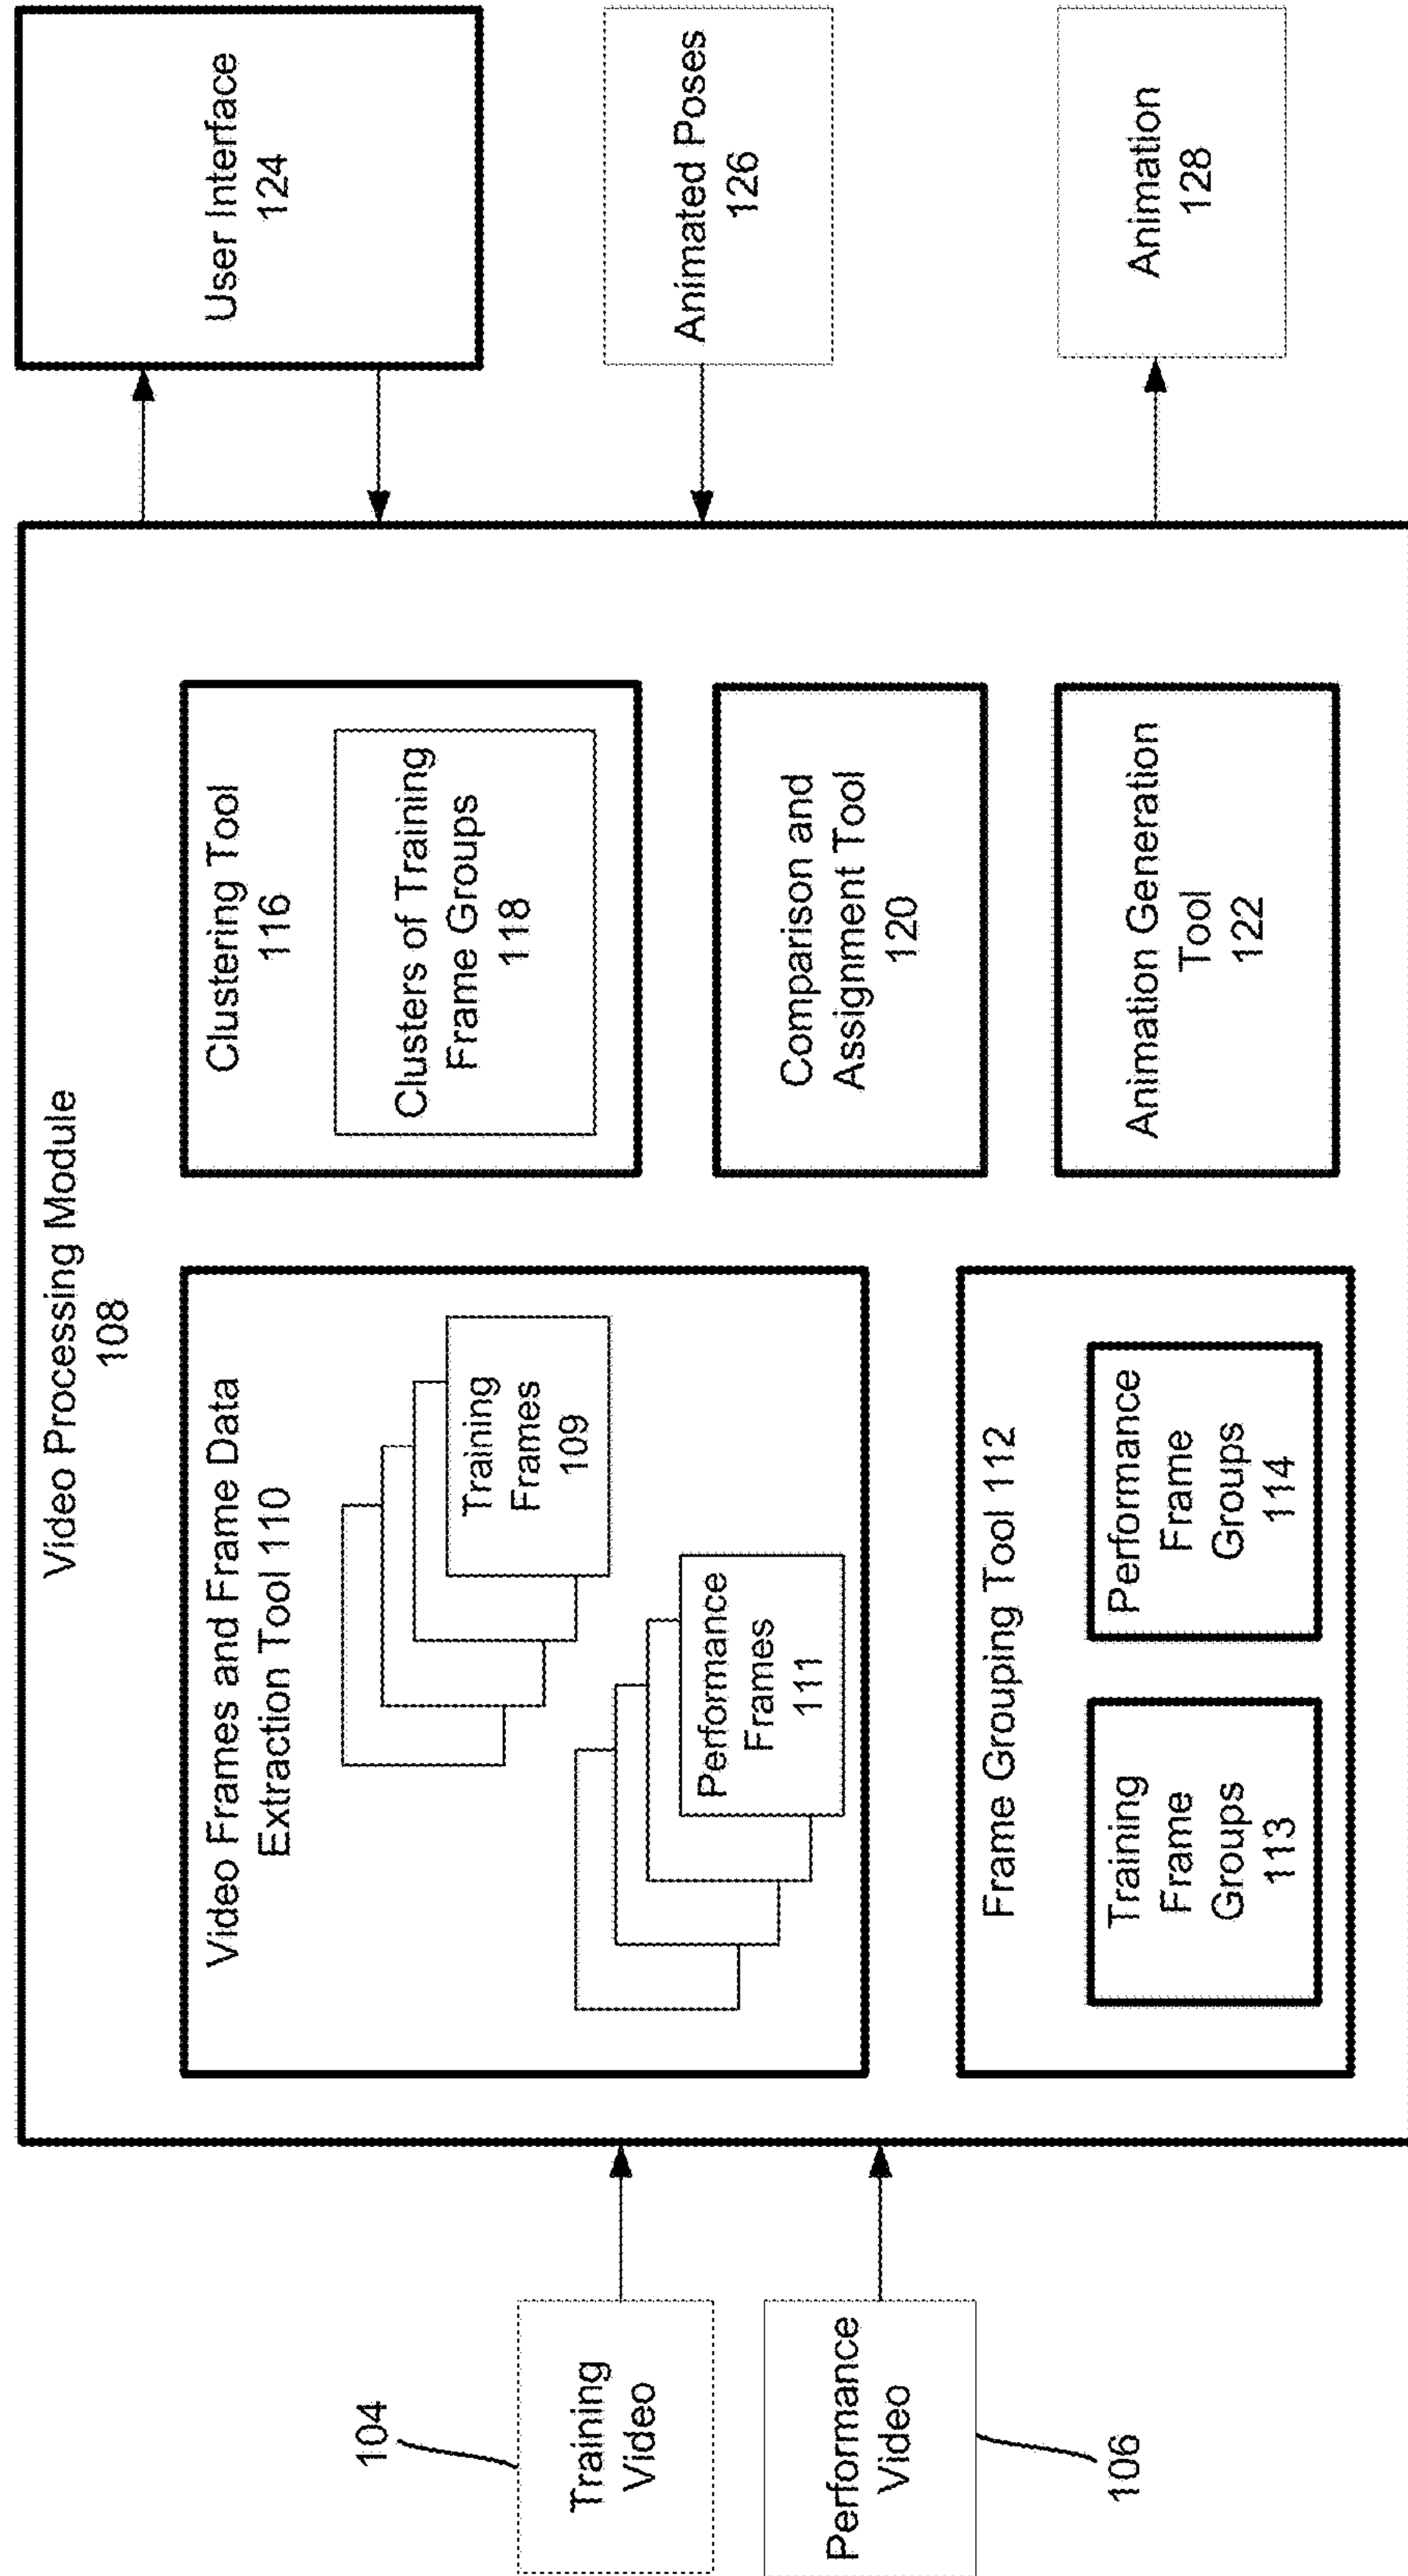 104
Training
Video
Performance
Video
106
Video Processing Module
108
Video Frames and Frame Data
Extraction Tool 110
Training
Frames
109
Performance
Frames
111
Frame Grouping Tool 112
Training
Frame
Groups
113
Performance
Frame
Groups
114
Clustering Tool
116
Clusters of Training
Frame Groups
118
Comparison and
Assignment Tool
120
Animation Generation
Tool
122
User Interface
124
Animated Poses
126
Animation
128